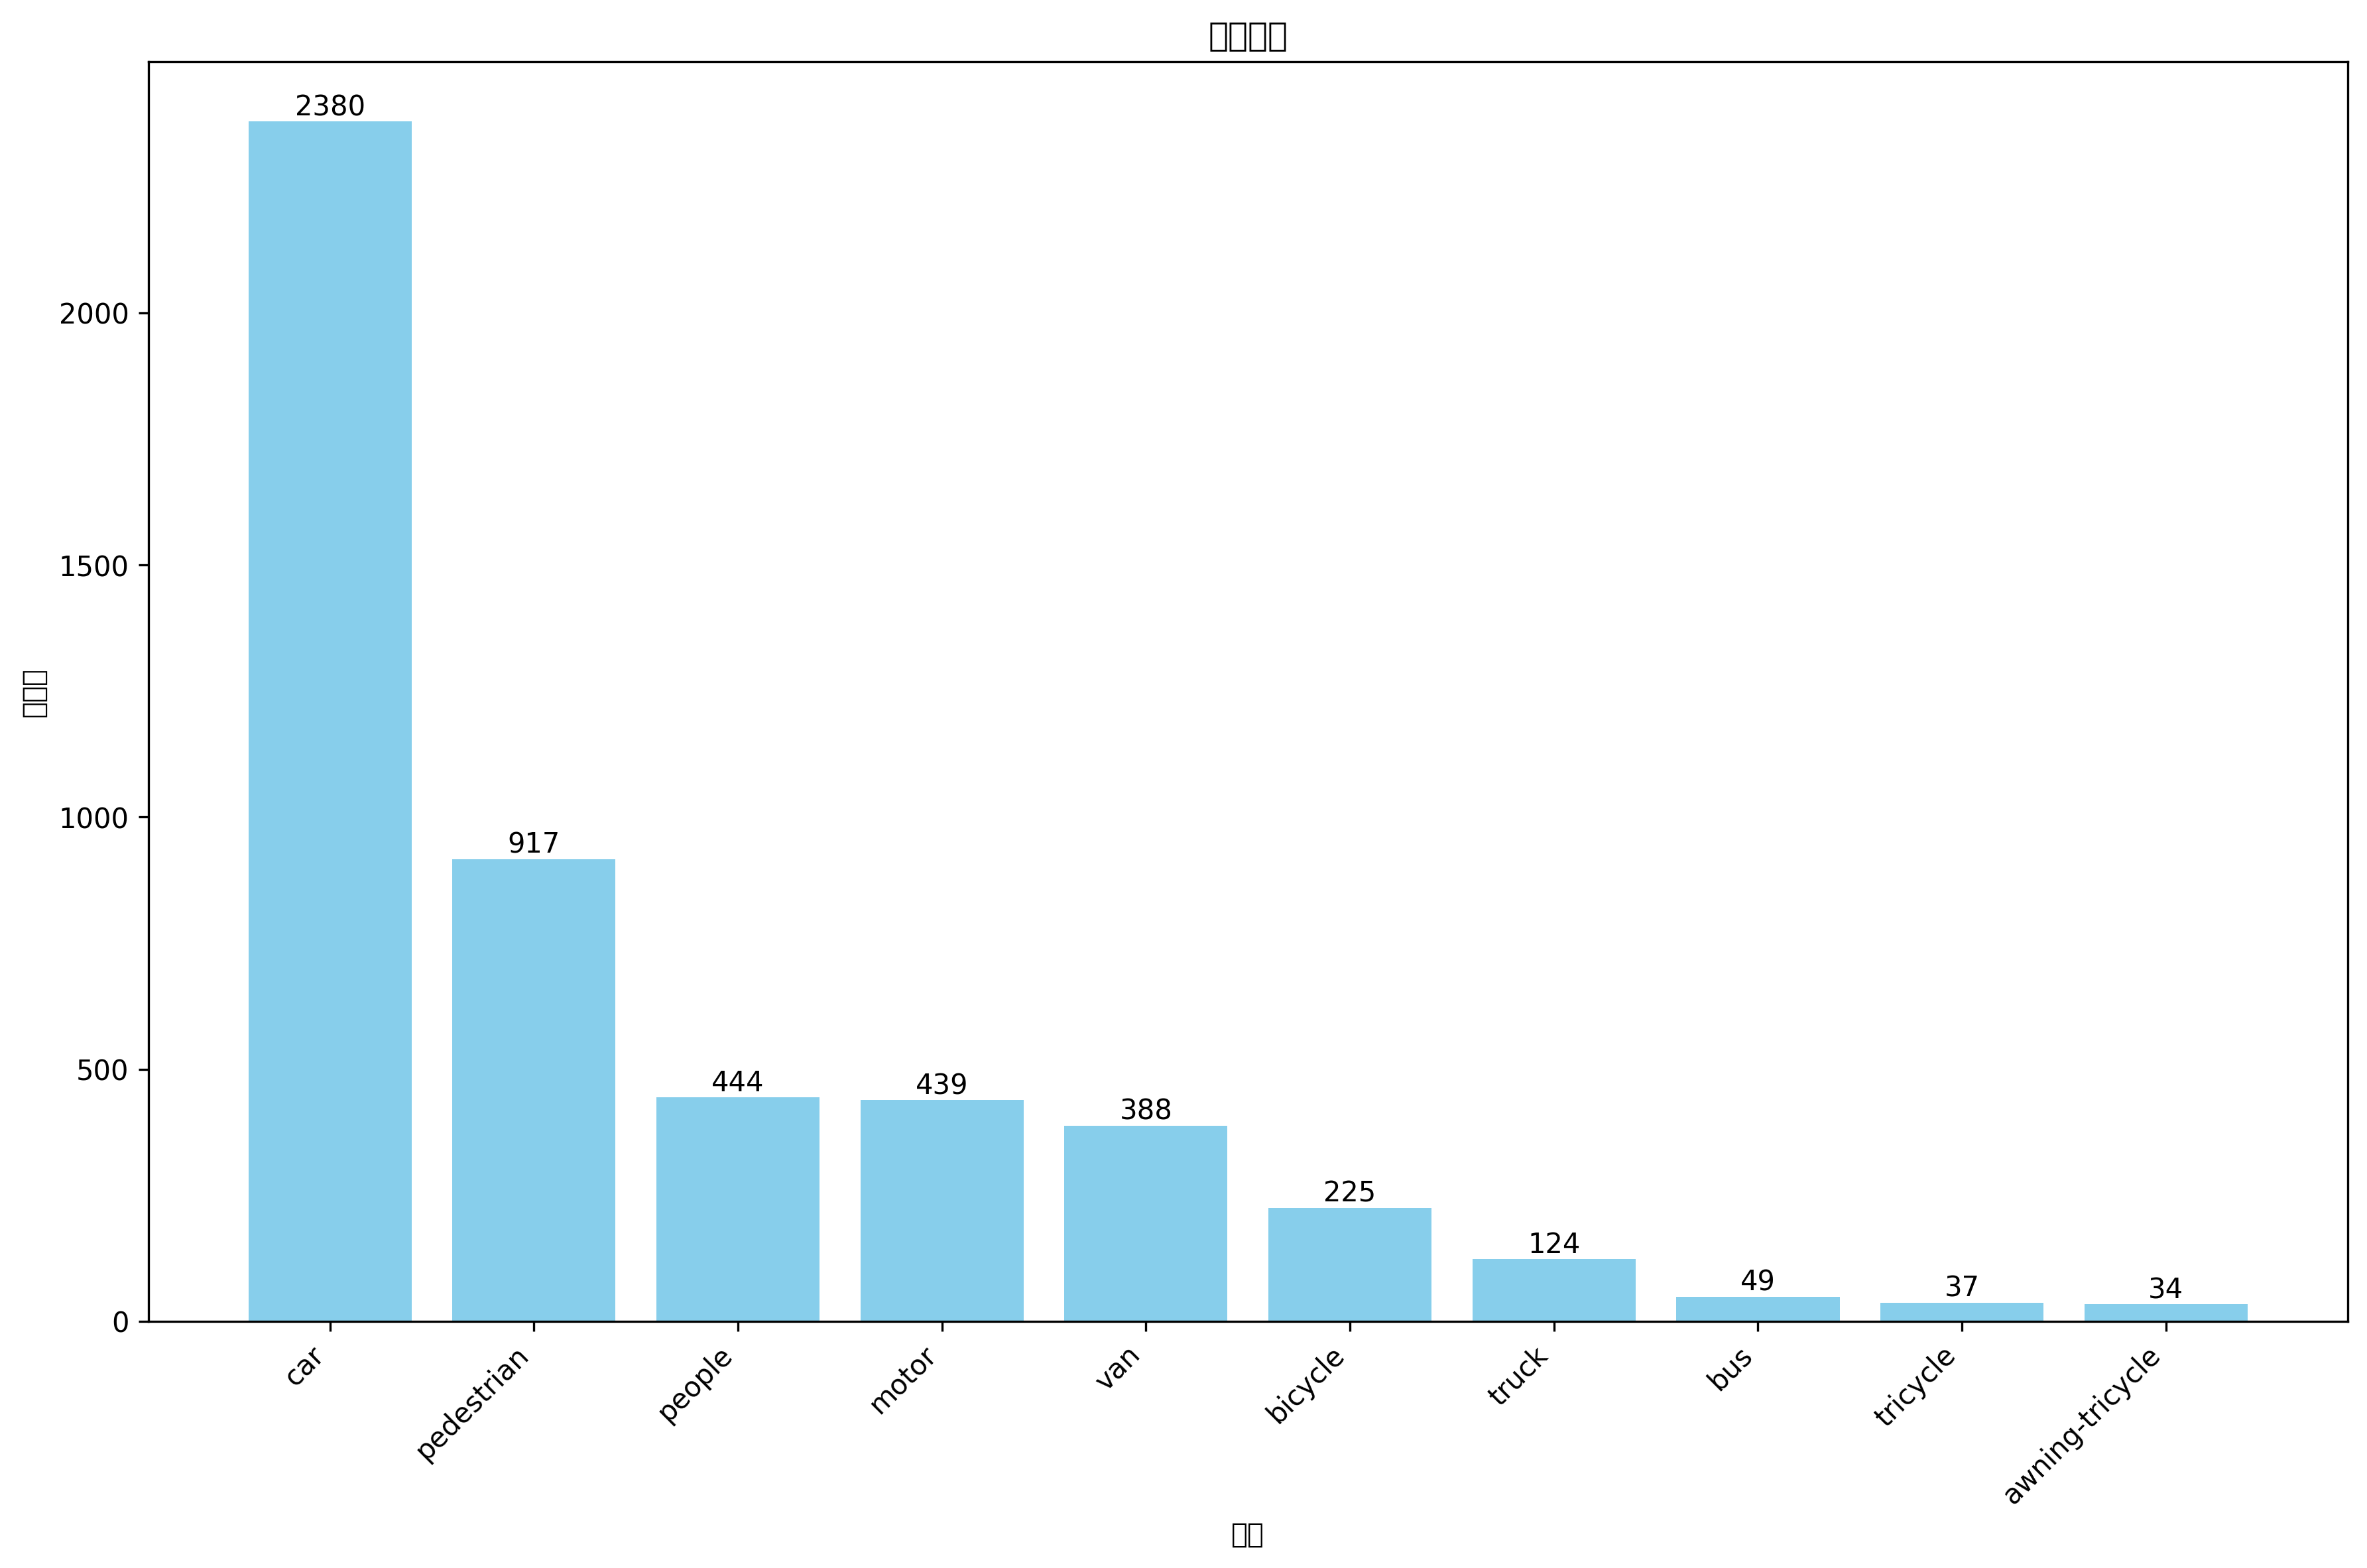 2380
917
444
439
388
225
124
49
37
34
2000
1500
1000
500
0
car
pedestrian
people
motor
van
bicycle
truck
bus
tricycle
awning-tricycle